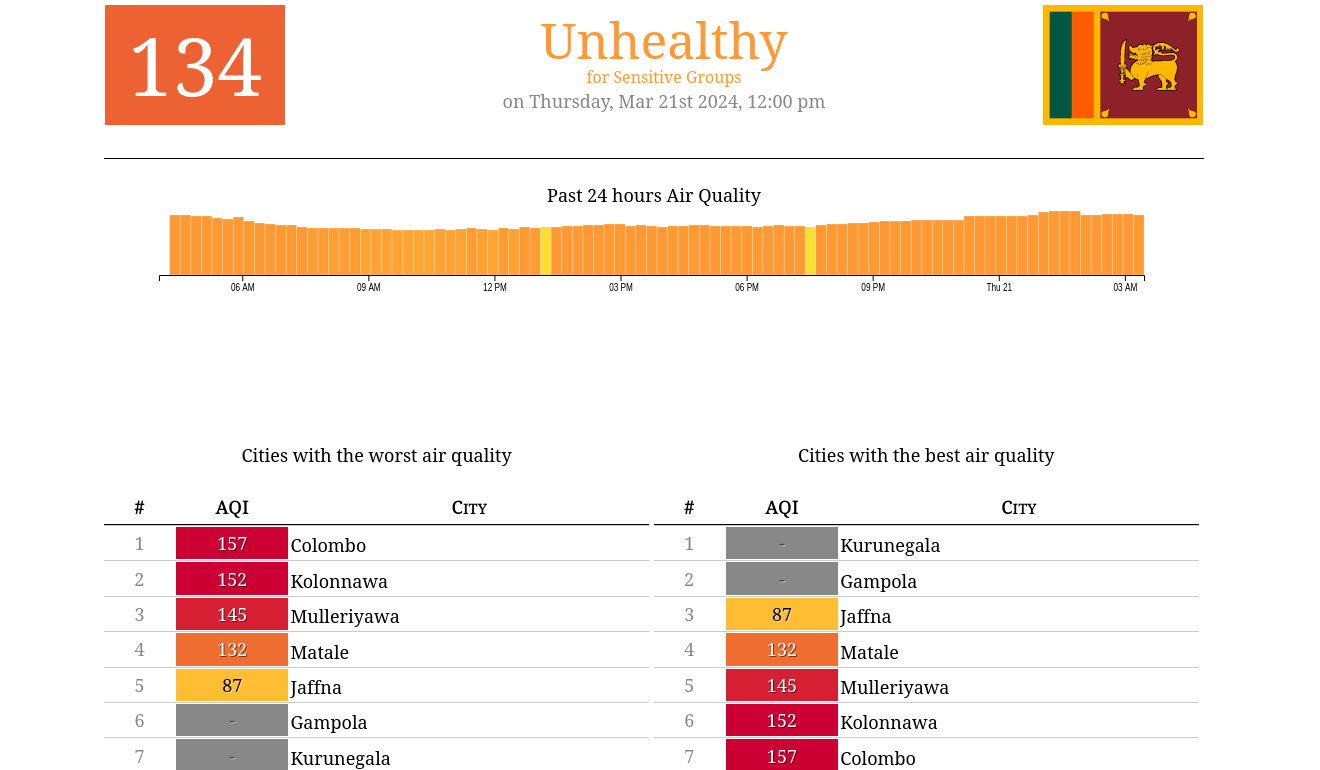 134
Unhealthy
for Sensitive Groups
on Thursday, Mar 21st 2024, 12:00 pm
Past 24 hours Air Quality
06 AM 09 AM 12 PM 03 PM 06 PM 09 PM Thu 21 03 AM
Cities with the worst air quality
# AQI City
1 157 Colombo
2 152 Kolonnawa
3 145 Mulleriyawa
4 132 Matale
5 87 Jaffna
6 - Gampola
7 - Kurunegala
Cities with the best air quality
# AQI City
1 - Kurunegala
2 - Gampola
3 87 Jaffna
4 132 Matale
5 145 Mulleriyawa
6 152 Kolonnawa
7 157 Colombo